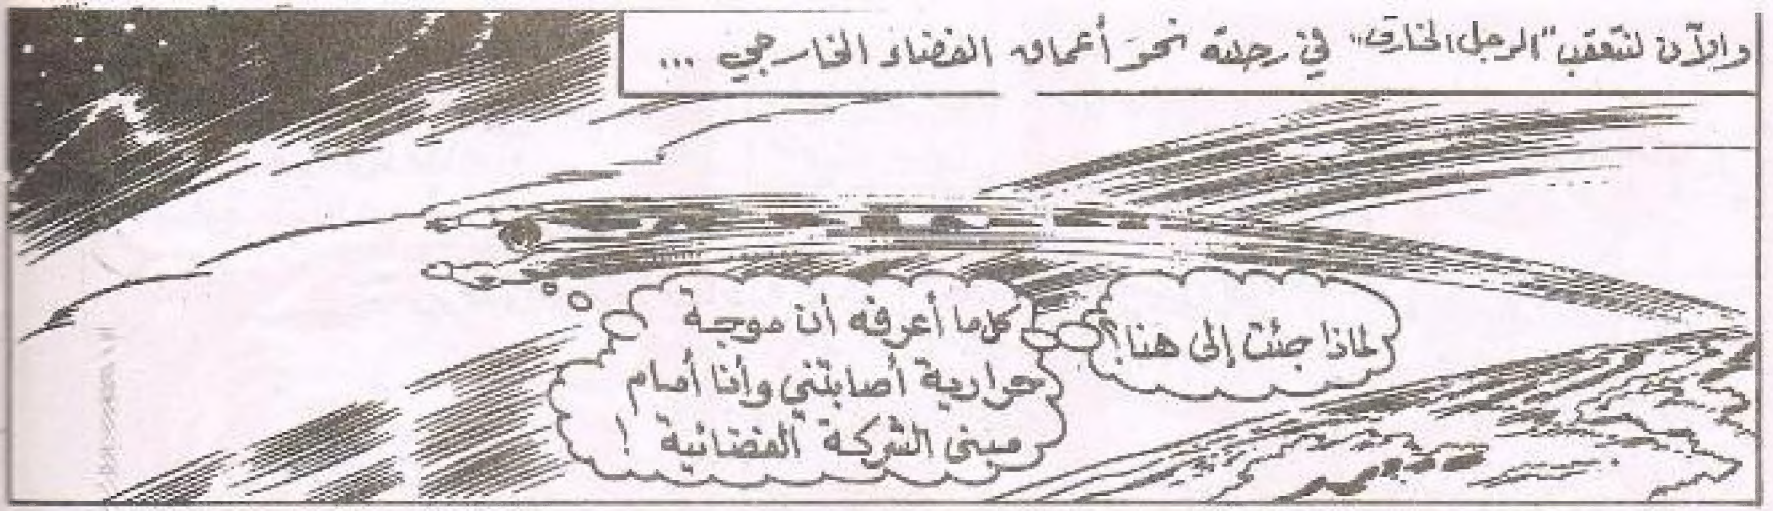 والآن لنتعقب "الرجل الخارق" في رحلته نحو أعماق الفضاء الخارجي ...
لماذا جئت إلى هنا؟
كل ما أعرفه أن موجة
حرارية أصابتني وأنا أمام
مبنى الشركة الفضائية !